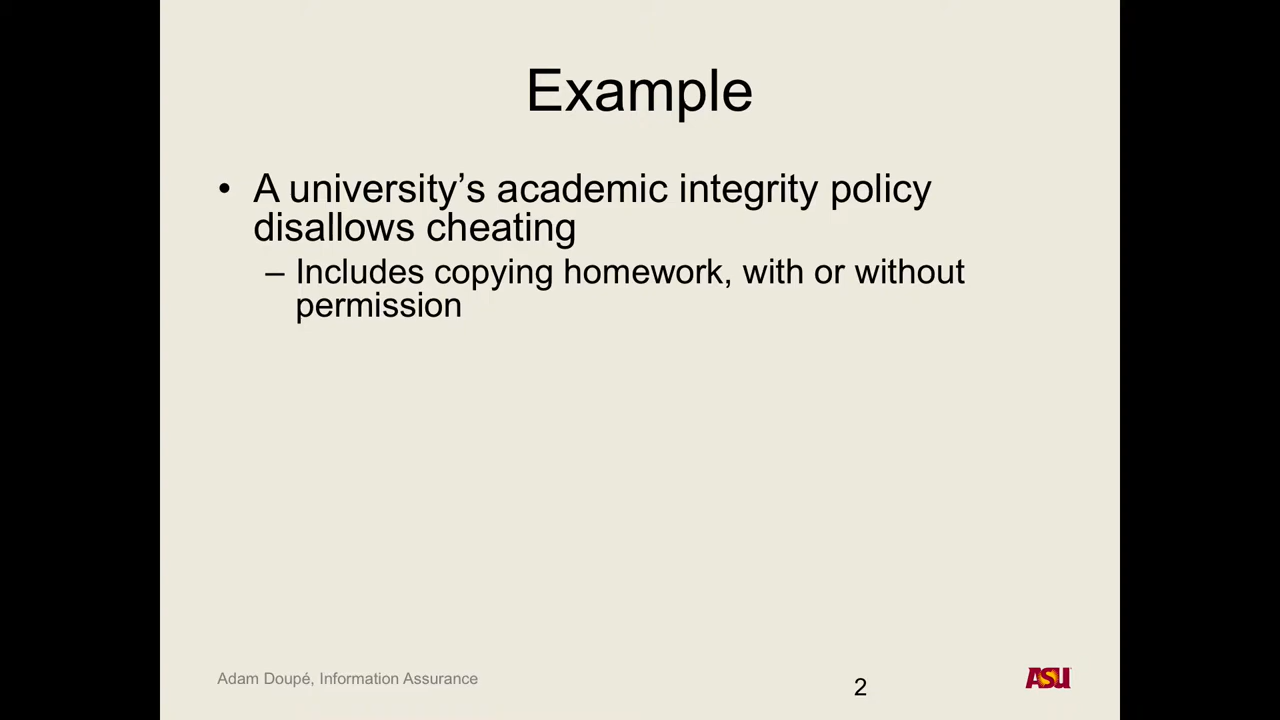 Example
• A university’s academic integrity policy
disallows cheating
– Includes copying homework, with or without
permission
Adam Doupé, Information Assurance
2
ASU